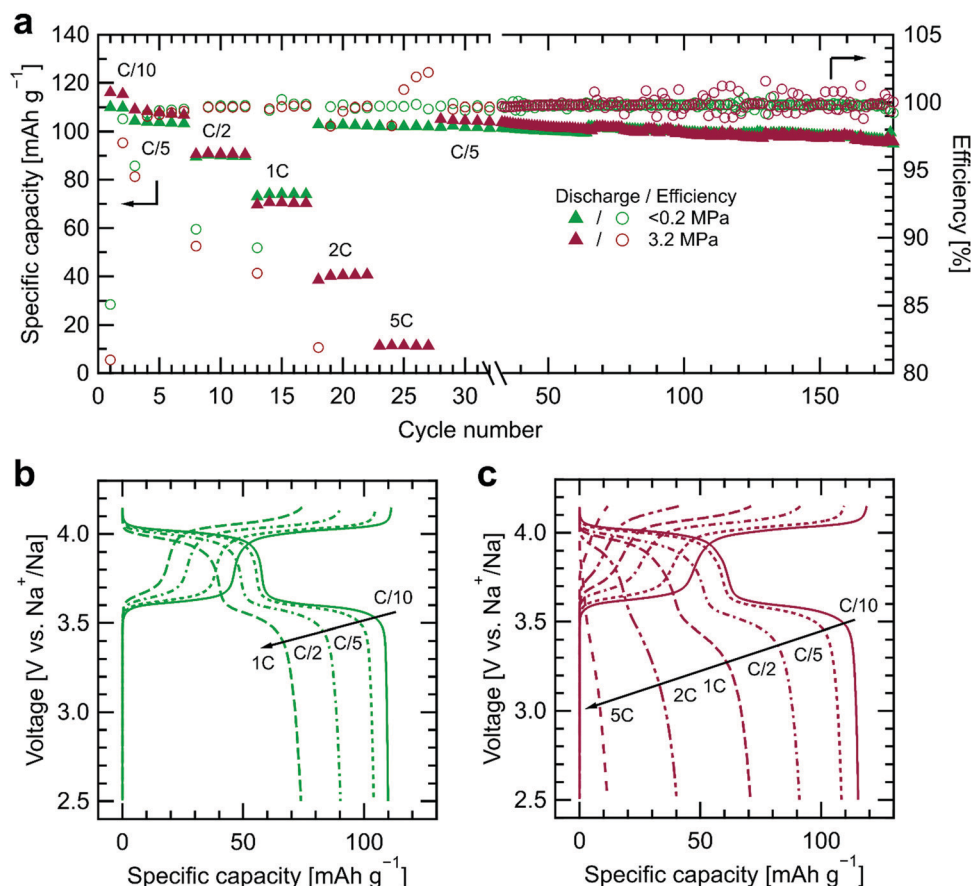 a
140
120
100
80
60
40
20
0
Specific capacity [mAh g⁻¹]
C/10
C/5
C/2
1C
2C
5C
C/5
Discharge / Efficiency
/ <0.2 MPa
/ 3.2 MPa
105
100
95
90
85
80
Efficiency [%]
0 5 10 15 20 25 30 50 100 150
Cycle number
b
4.0
3.5
3.0
2.5
Voltage [V vs. Na⁺/Na]
C/10
C/5
C/2
1C
0 50 100
Specific capacity [mAh g⁻¹]
c
4.0
3.5
3.0
2.5
Voltage [V vs. Na⁺/Na]
C/10
C/5
C/2
1C
2C
5C
0 50 100
Specific capacity [mAh g⁻¹]